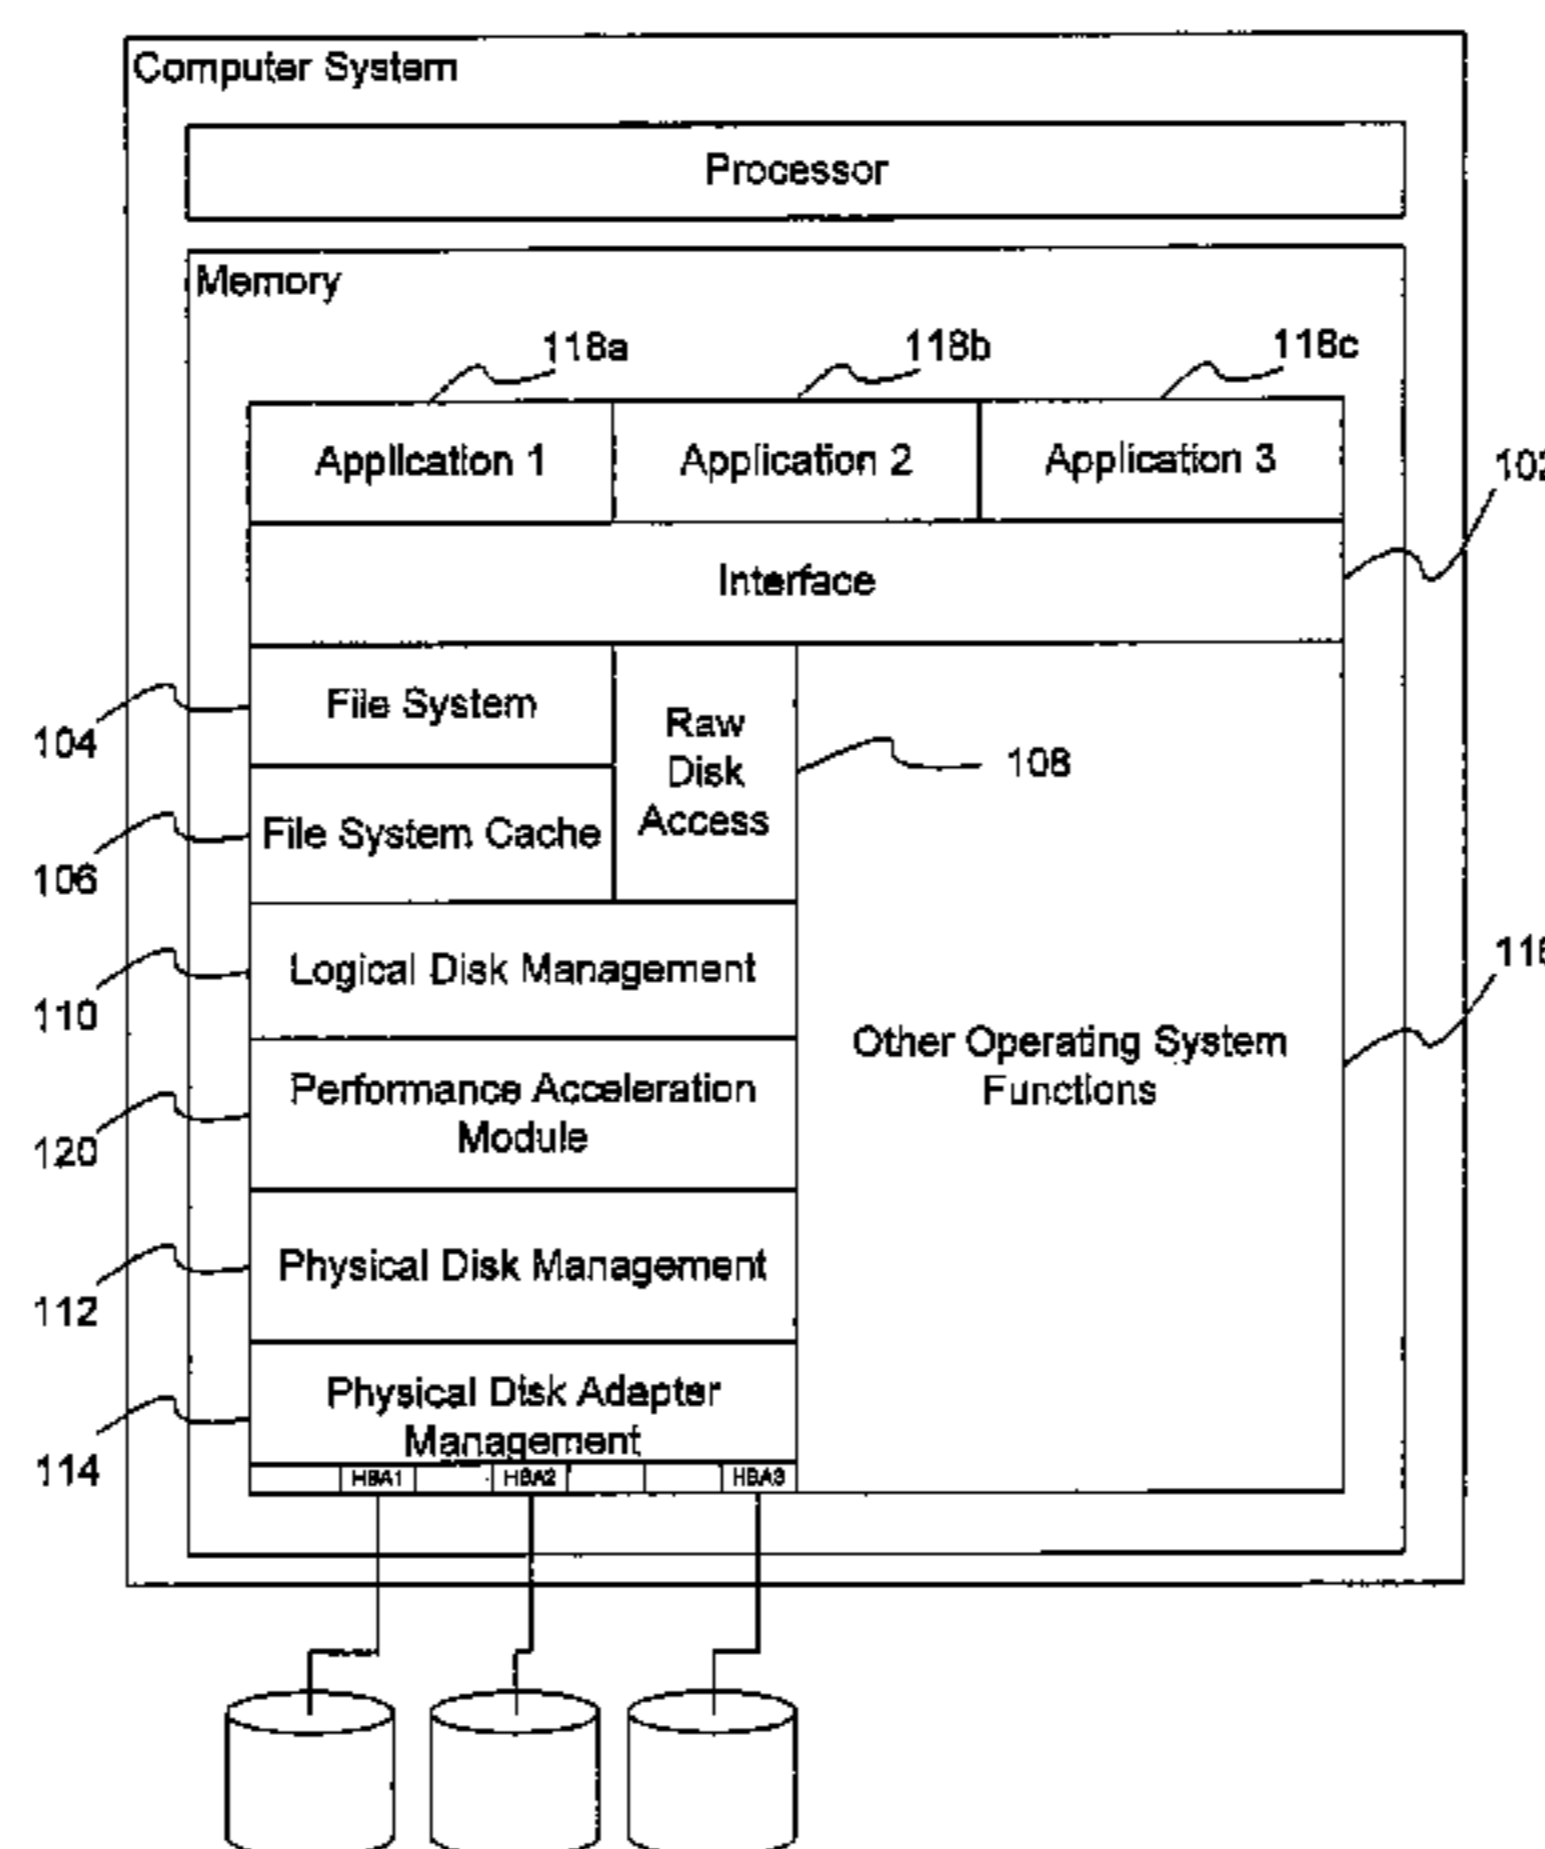 Computer System
Processor
Memory
118a 118b 118c
Application 1 Application 2 Application 3
102
Interface
File System
104
Raw
Disk
Access
108
File System Cache
106
Logical Disk Management
110
116
Other Operating System
Functions
Performance Acceleration
Module
120
Physical Disk Management
112
Physical Disk Adapter
Management
114
HBA1 HBA2 HBA3